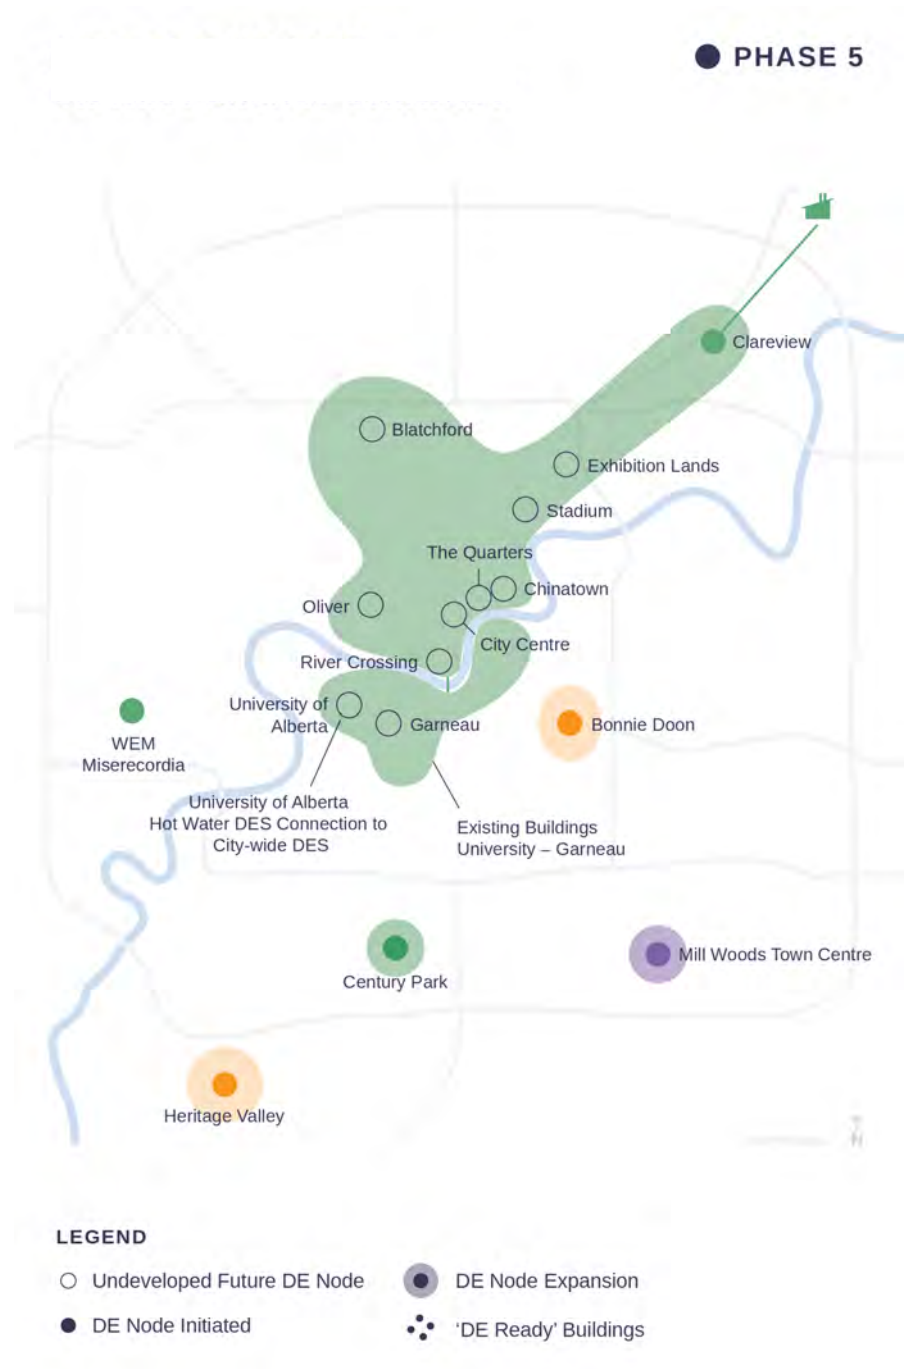 PHASE 5
Clareview
Blatchford
Exhibition Lands
Stadium
The Quarters
Chinatown
Oliver
City Centre
River Crossing
University of
Alberta
Garneau
Bonnie Doon
WEM
Miserecordia
University of Alberta
Hot Water DES Connection to
City-wide DES
Existing Buildings
University – Garneau
Mill Woods Town Centre
Century Park
Heritage Valley
N
LEGEND
Undeveloped Future DE Node
DE Node Expansion
DE Node Initiated
‘DE Ready’ Buildings